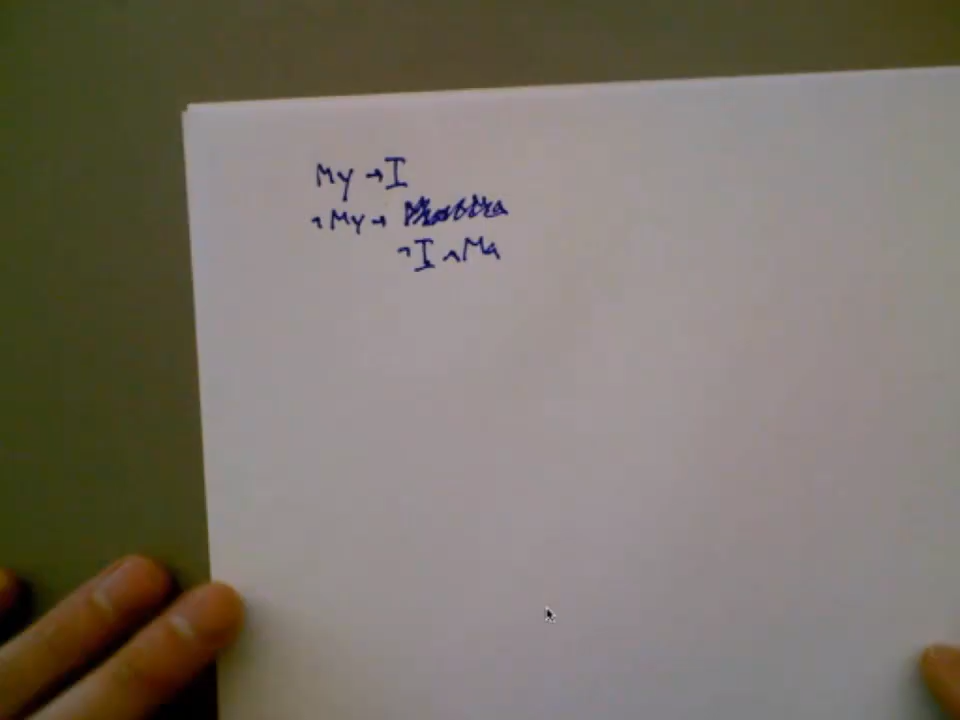 My → I
¬My →
¬I ∧ Ma